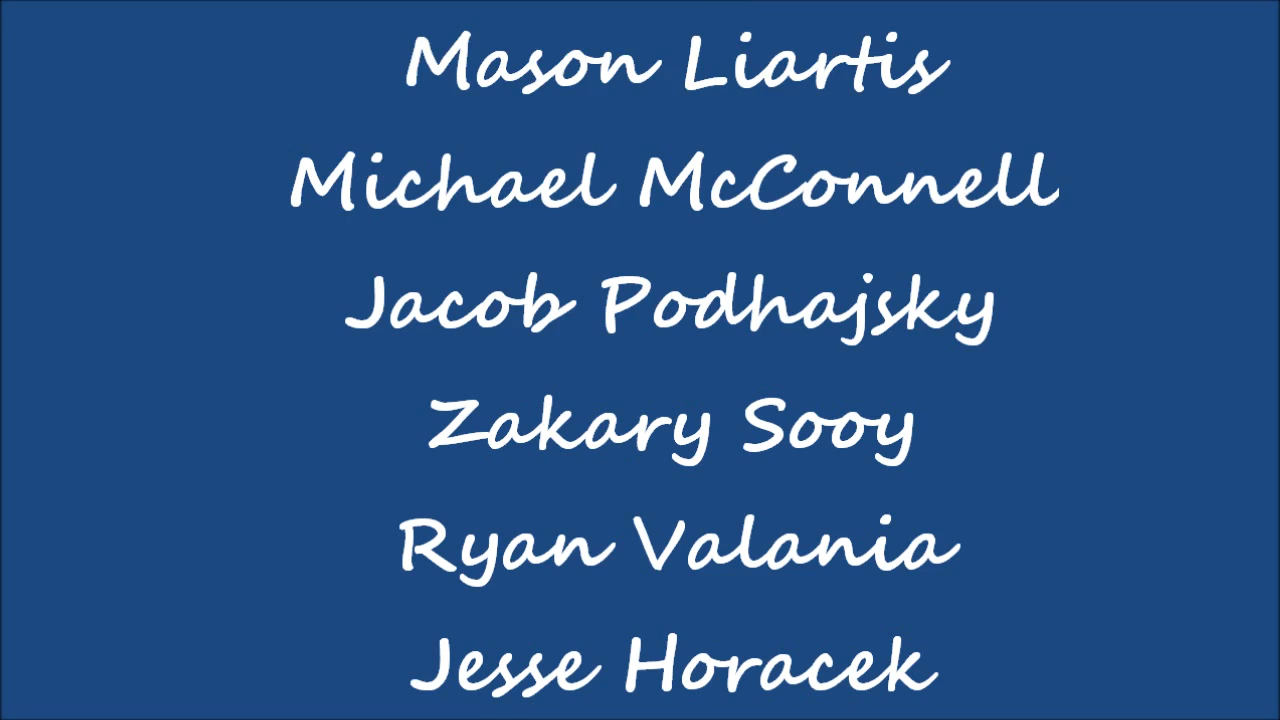 Mason Liartis
Michael McConnell
Jacob Podhajsky
Zakary Sooy
Ryan Valania
Jesse Horacek